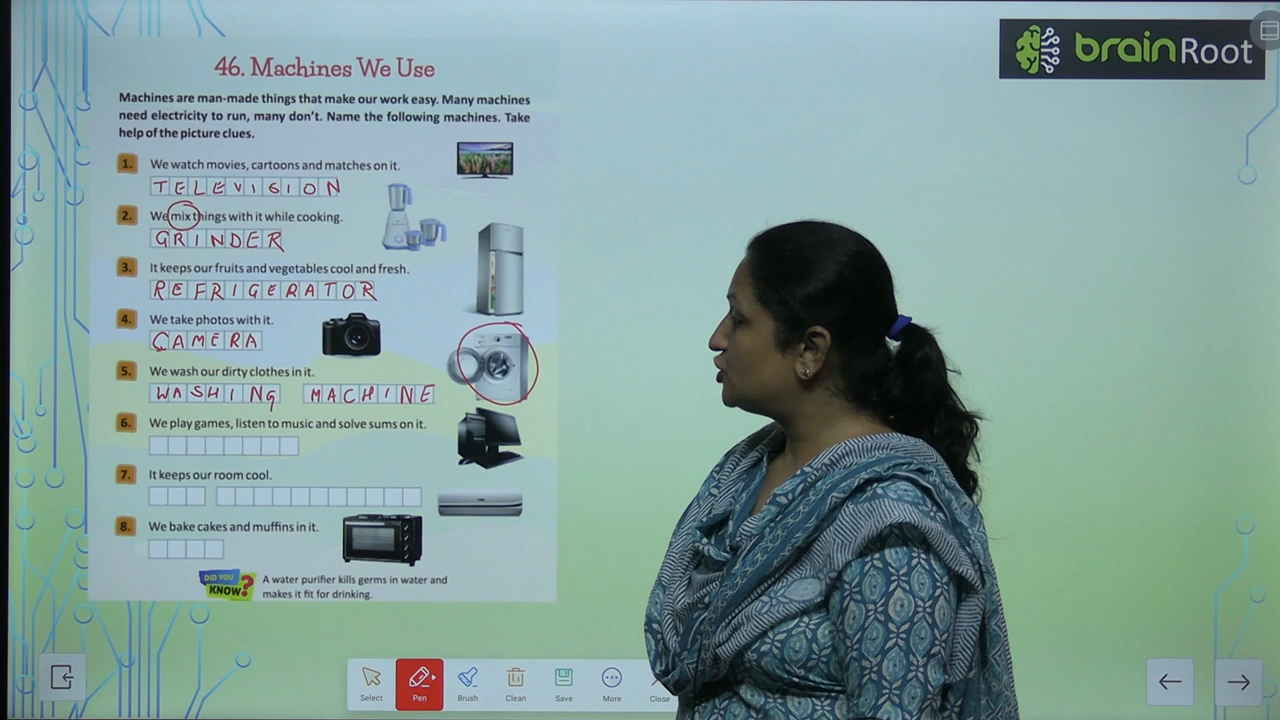 brainRoot
46. Machines We Use
Machines are man-made things that make our work easy. Many machines
need electricity to run, many don't. Name the following machines. Take
help of the picture clues.
1. We watch movies, cartoons and matches on it.
TELEVISION
2. We mix things with it while cooking.
GRINDER
3. It keeps our fruits and vegetables cool and fresh.
REFRIGERATOR
4. We take photos with it.
CAMERA
5. We wash our dirty clothes in it.
WASHING MACHINE
6. We play games, listen to music and solve sums on it.
7. It keeps our room cool.
8. We bake cakes and muffins in it.
DID YOU KNOW? A water purifier kills germs in water and
makes it fit for drinking.
Select Pen Brush Clean Save More Close